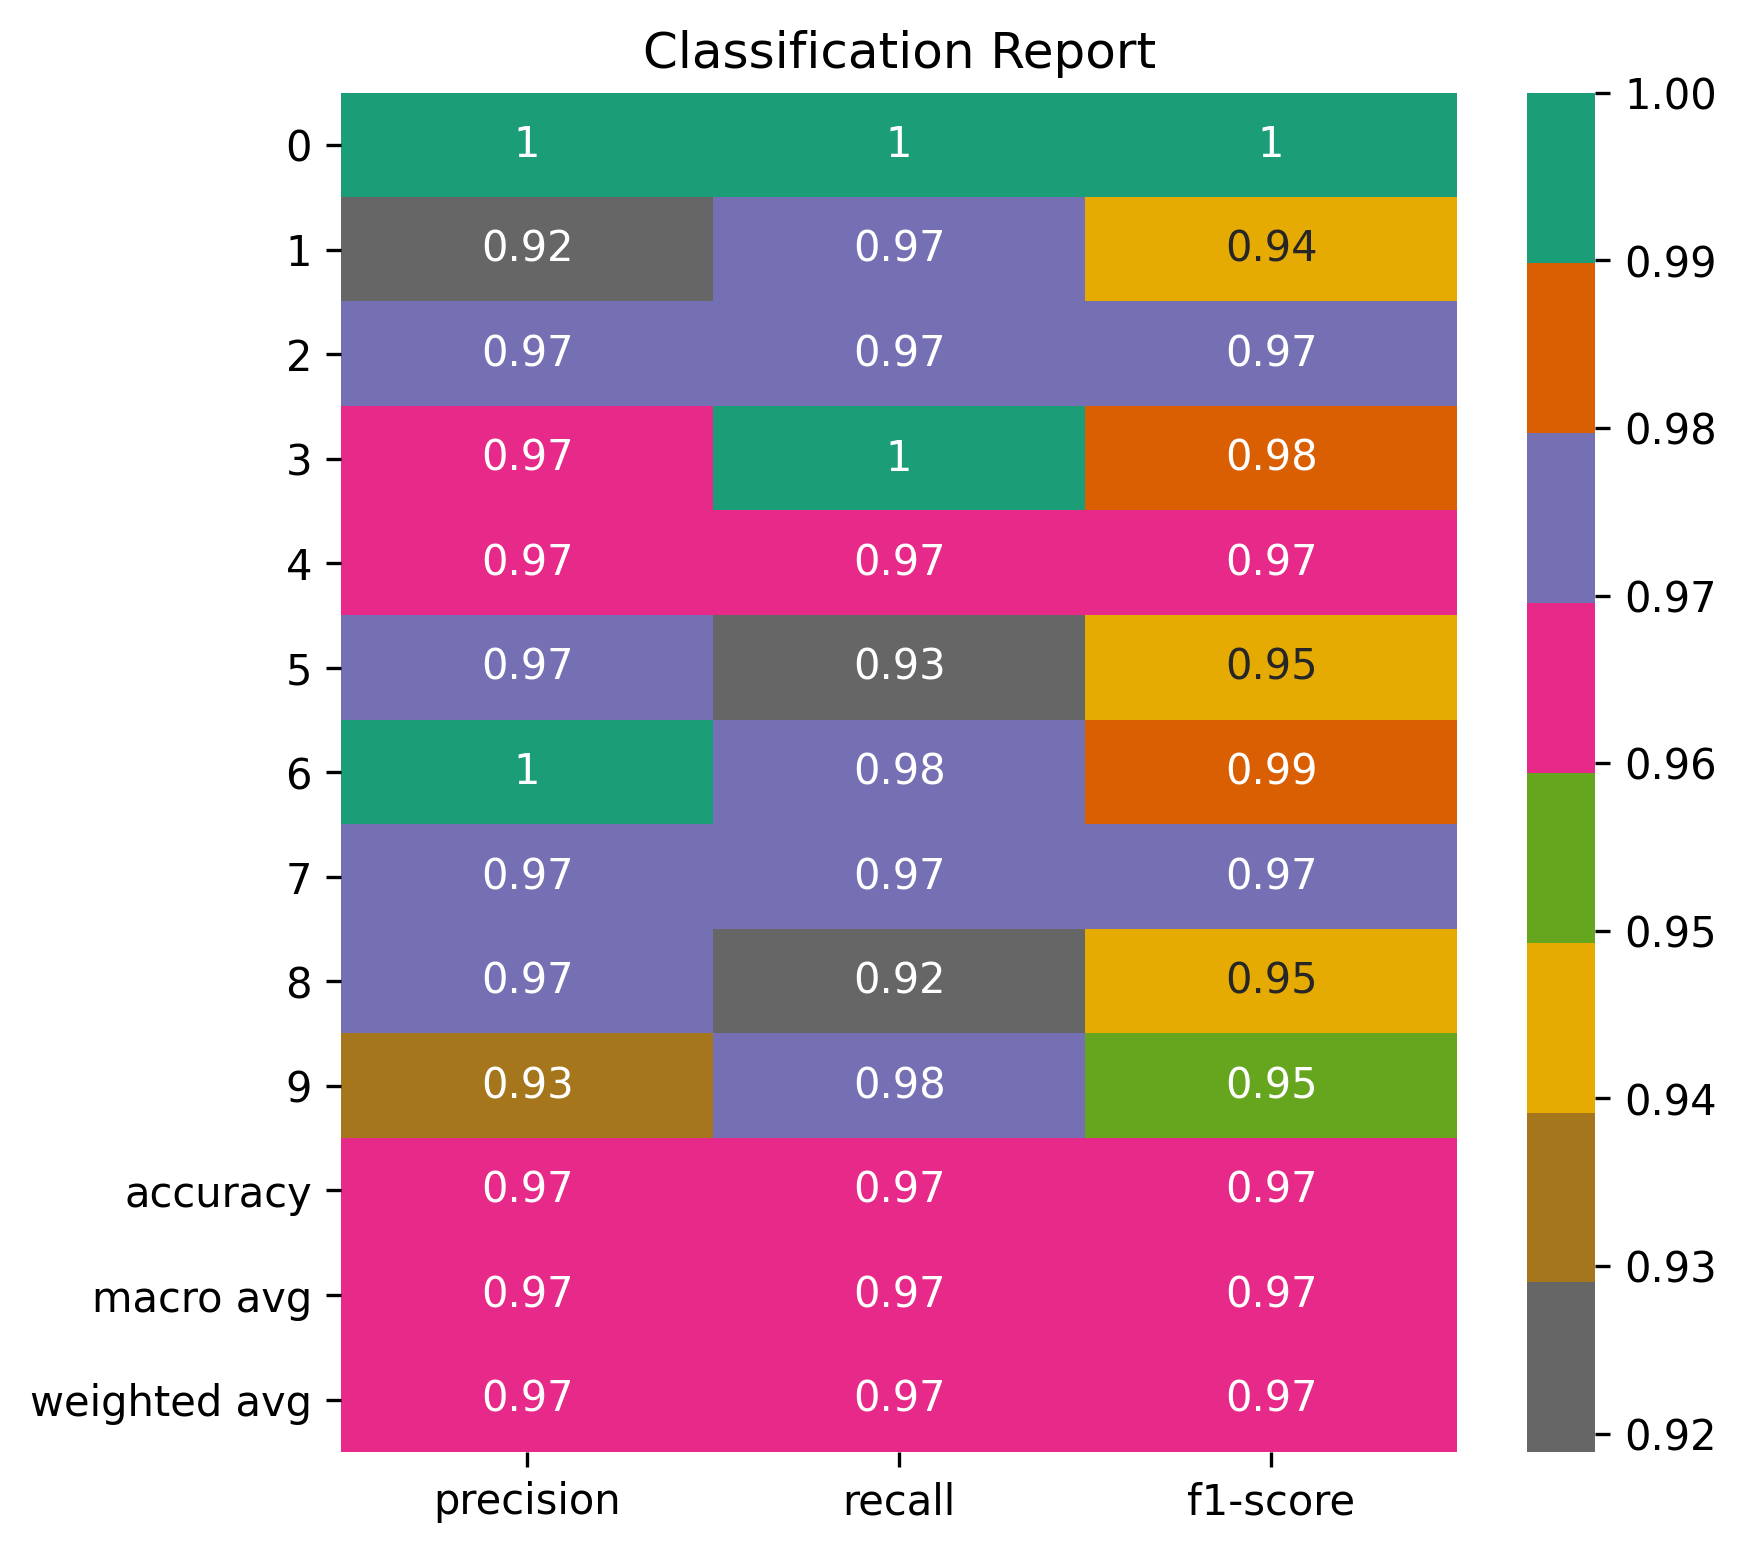 Classification Report
0 1 1 1
1 0.92 0.97 0.94
2 0.97 0.97 0.97
3 0.97 1 0.98
4 0.97 0.97 0.97
5 0.97 0.93 0.95
6 1 0.98 0.99
7 0.97 0.97 0.97
8 0.97 0.92 0.95
9 0.93 0.98 0.95
accuracy 0.97 0.97 0.97
macro avg 0.97 0.97 0.97
weighted avg 0.97 0.97 0.97
precision recall f1-score
1.00
0.99
0.98
0.97
0.96
0.95
0.94
0.93
0.92